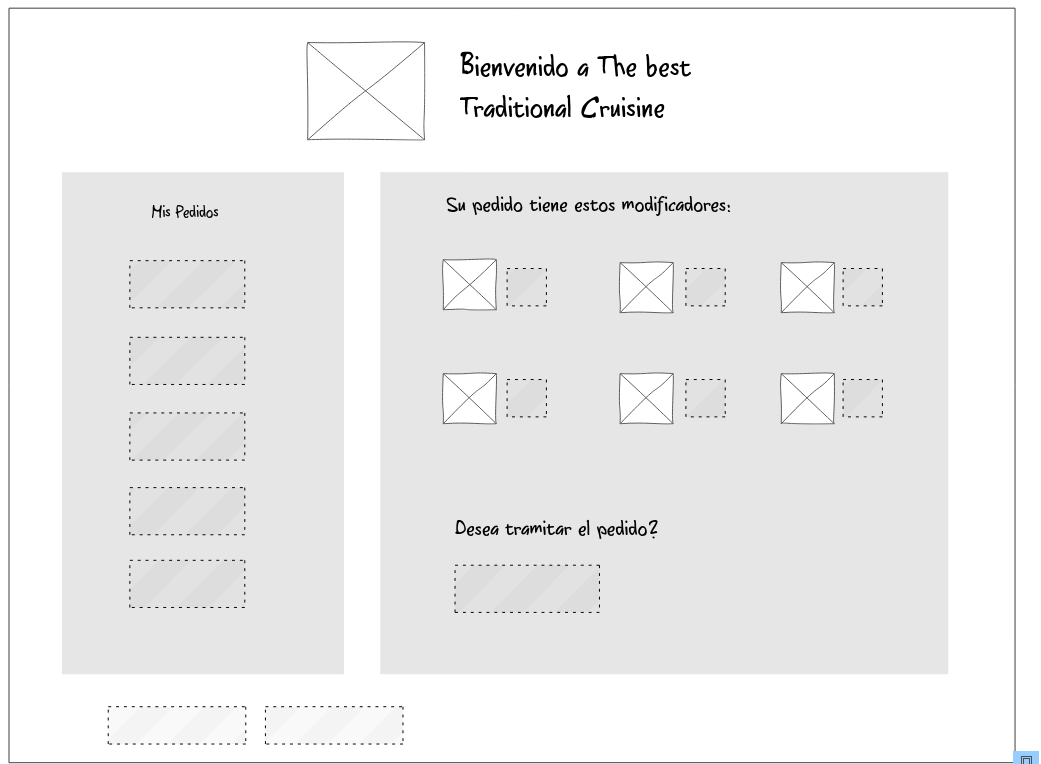 Bienvenido a The best
Traditional Cruisine
Mis Pedidos
Su pedido tiene estos modificadores:
Desea tramitar el pedido?